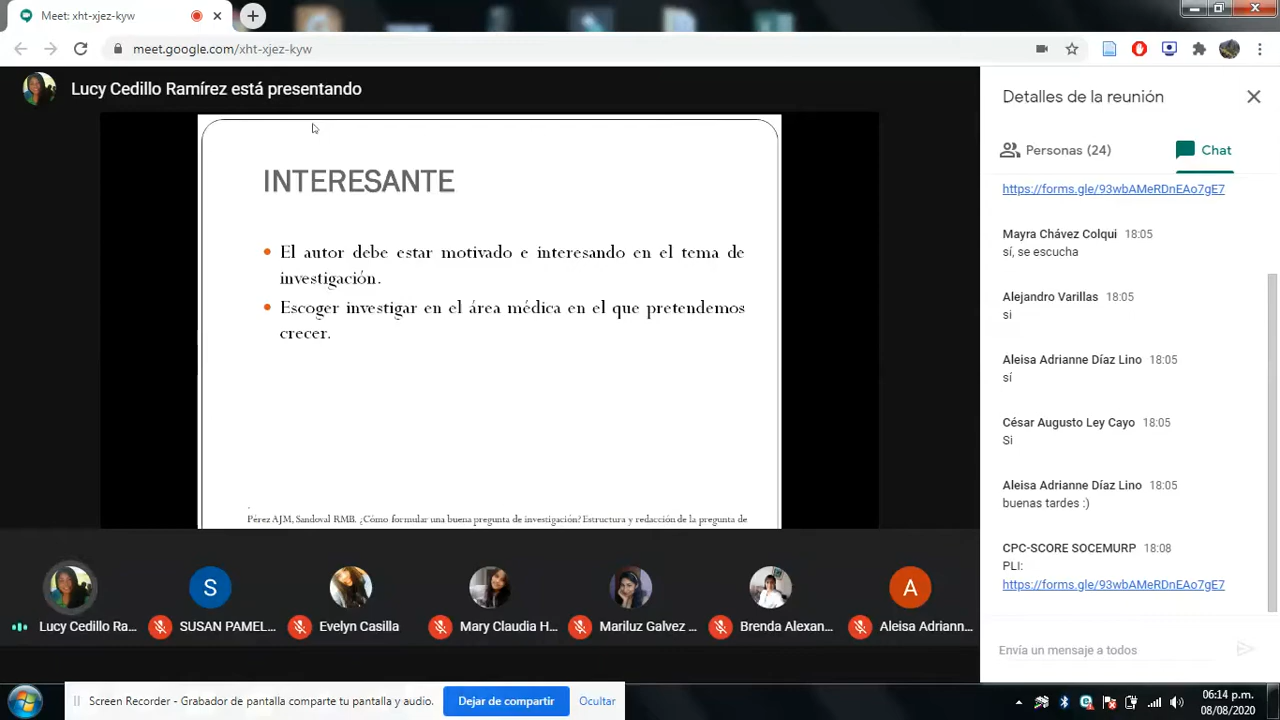 Meet: xht-xjez-kyw
meet.google.com/xht-xjez-kyw
Lucy Cedillo Ramírez está presentando
INTERESANTE
El autor debe estar motivado e interesando en el tema de
investigación.
Escoger investigar en el área médica en el que pretendemos
crecer.
Pérez AJM, Sandoval RMB. ¿Cómo formular una buena pregunta de investigación? Estructura y redacción de la pregunta de
Lucy Cedillo Ra...
S
SUSAN PAMEL...
Evelyn Casilla
Mary Claudia H...
Mariluz Galvez ...
Brenda Alexan...
A
Aleisa Adriann...
Detalles de la reunión
Personas (24)
Chat
https://forms.gle/93wbAMeRDnEAo7gE7
Mayra Chávez Colqui 18:05
sí, se escucha
Alejandro Varillas 18:05
si
Aleisa Adrianne Díaz Lino 18:05
sí
César Augusto Ley Cayo 18:05
Si
Aleisa Adrianne Díaz Lino 18:05
buenas tardes :)
CPC-SCORE SOCEMURP 18:08
PLI:
https://forms.gle/93wbAMeRDnEAo7gE7
Envía un mensaje a todos
Screen Recorder - Grabador de pantalla comparte tu pantalla y audio.
Dejar de compartir
Ocultar
06:14 p.m.
08/08/2020